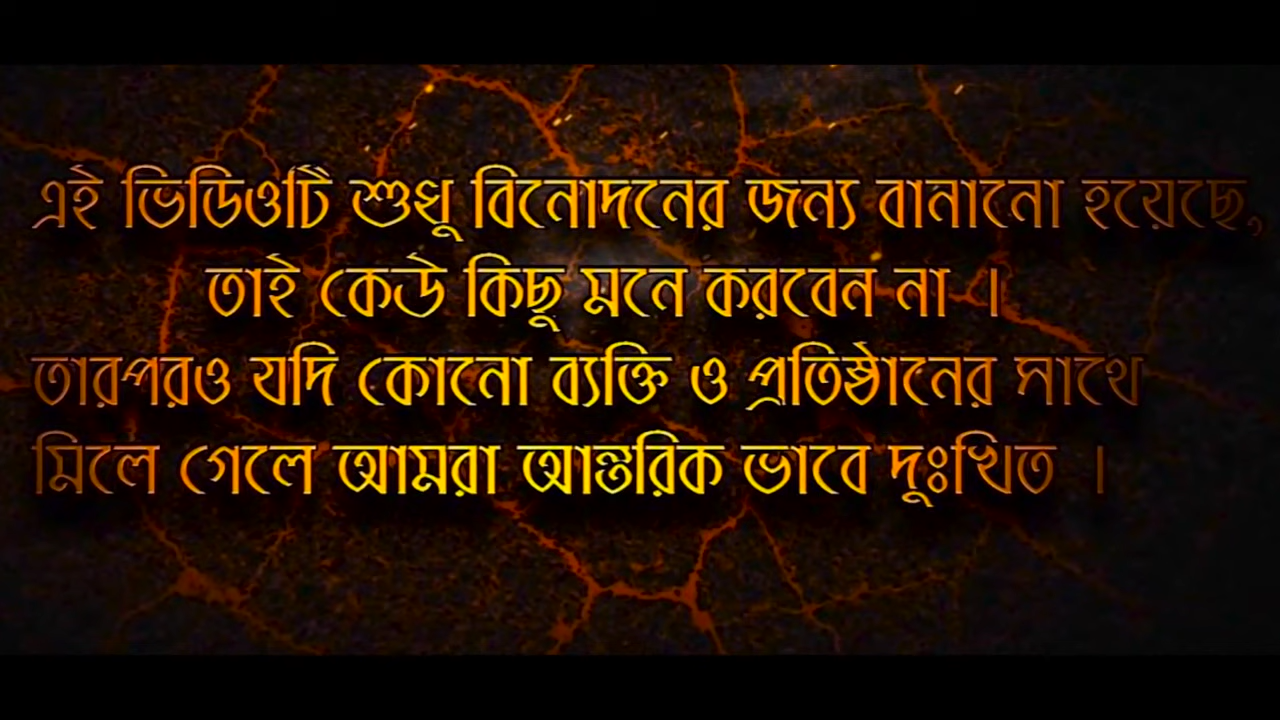 এই ভিডিওটি শুধু বিনোদনের জন্য বানানো হয়েছে,
তাই কেউ কিছু মনে করবেন না ।
তারপরও যদি কোনো ব্যক্তি ও প্রতিষ্ঠানের সাথে
মিলে গেলে আমরা আন্তরিক ভাবে দুঃখিত ।